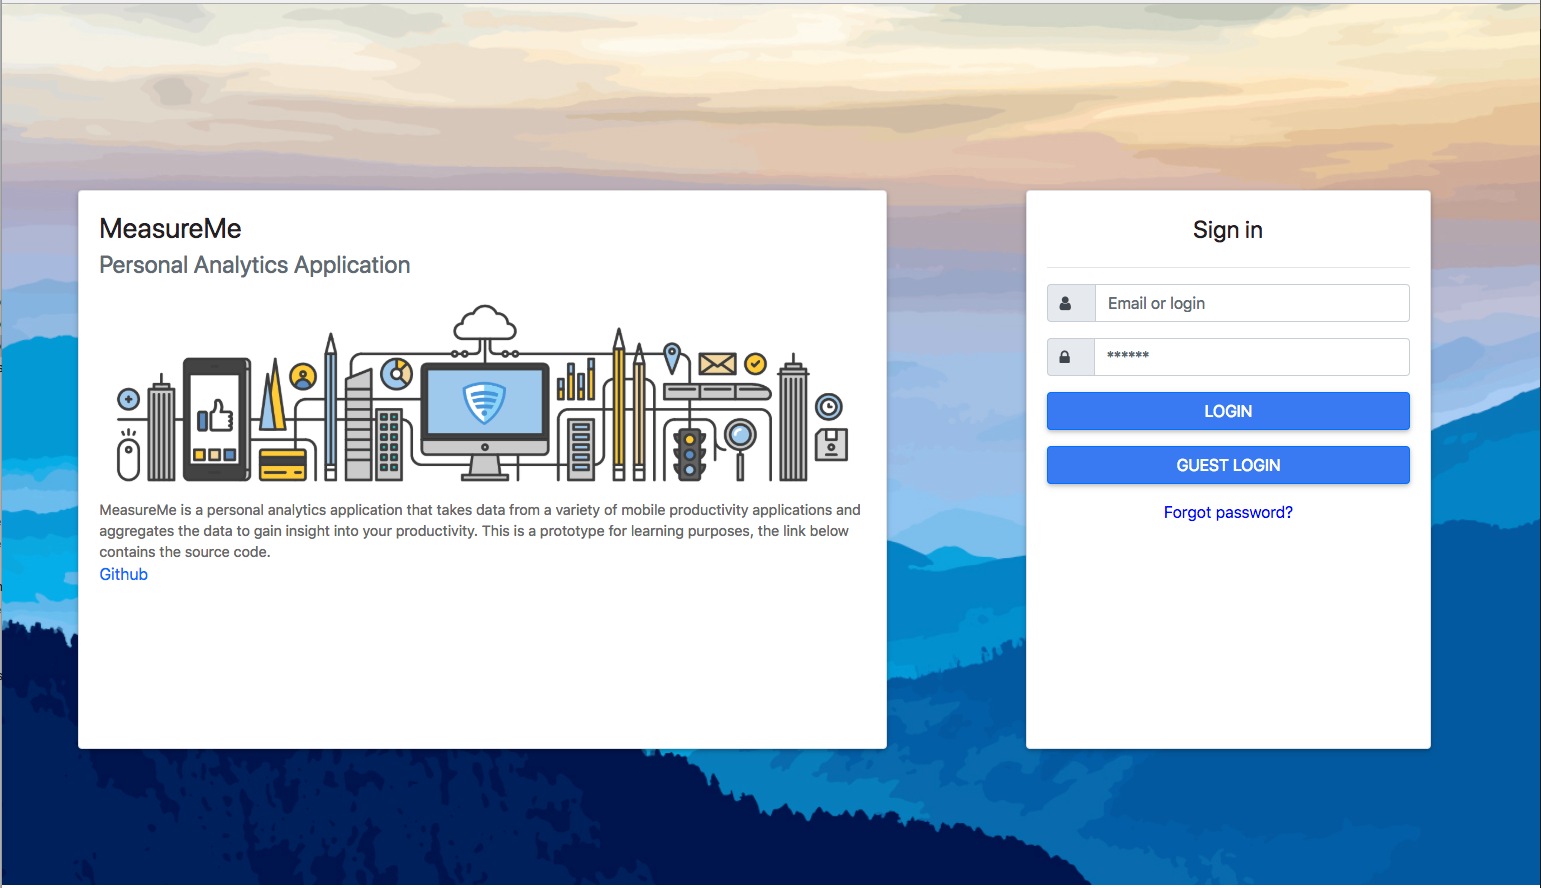 MeasureMe
Personal Analytics Application
MeasureMe is a personal analytics application that takes data from a variety of mobile productivity applications and
aggregates the data to gain insight into your productivity. This is a prototype for learning purposes, the link below
contains the source code.
Github
Sign in
Email or login
******
LOGIN
GUEST LOGIN
Forgot password?